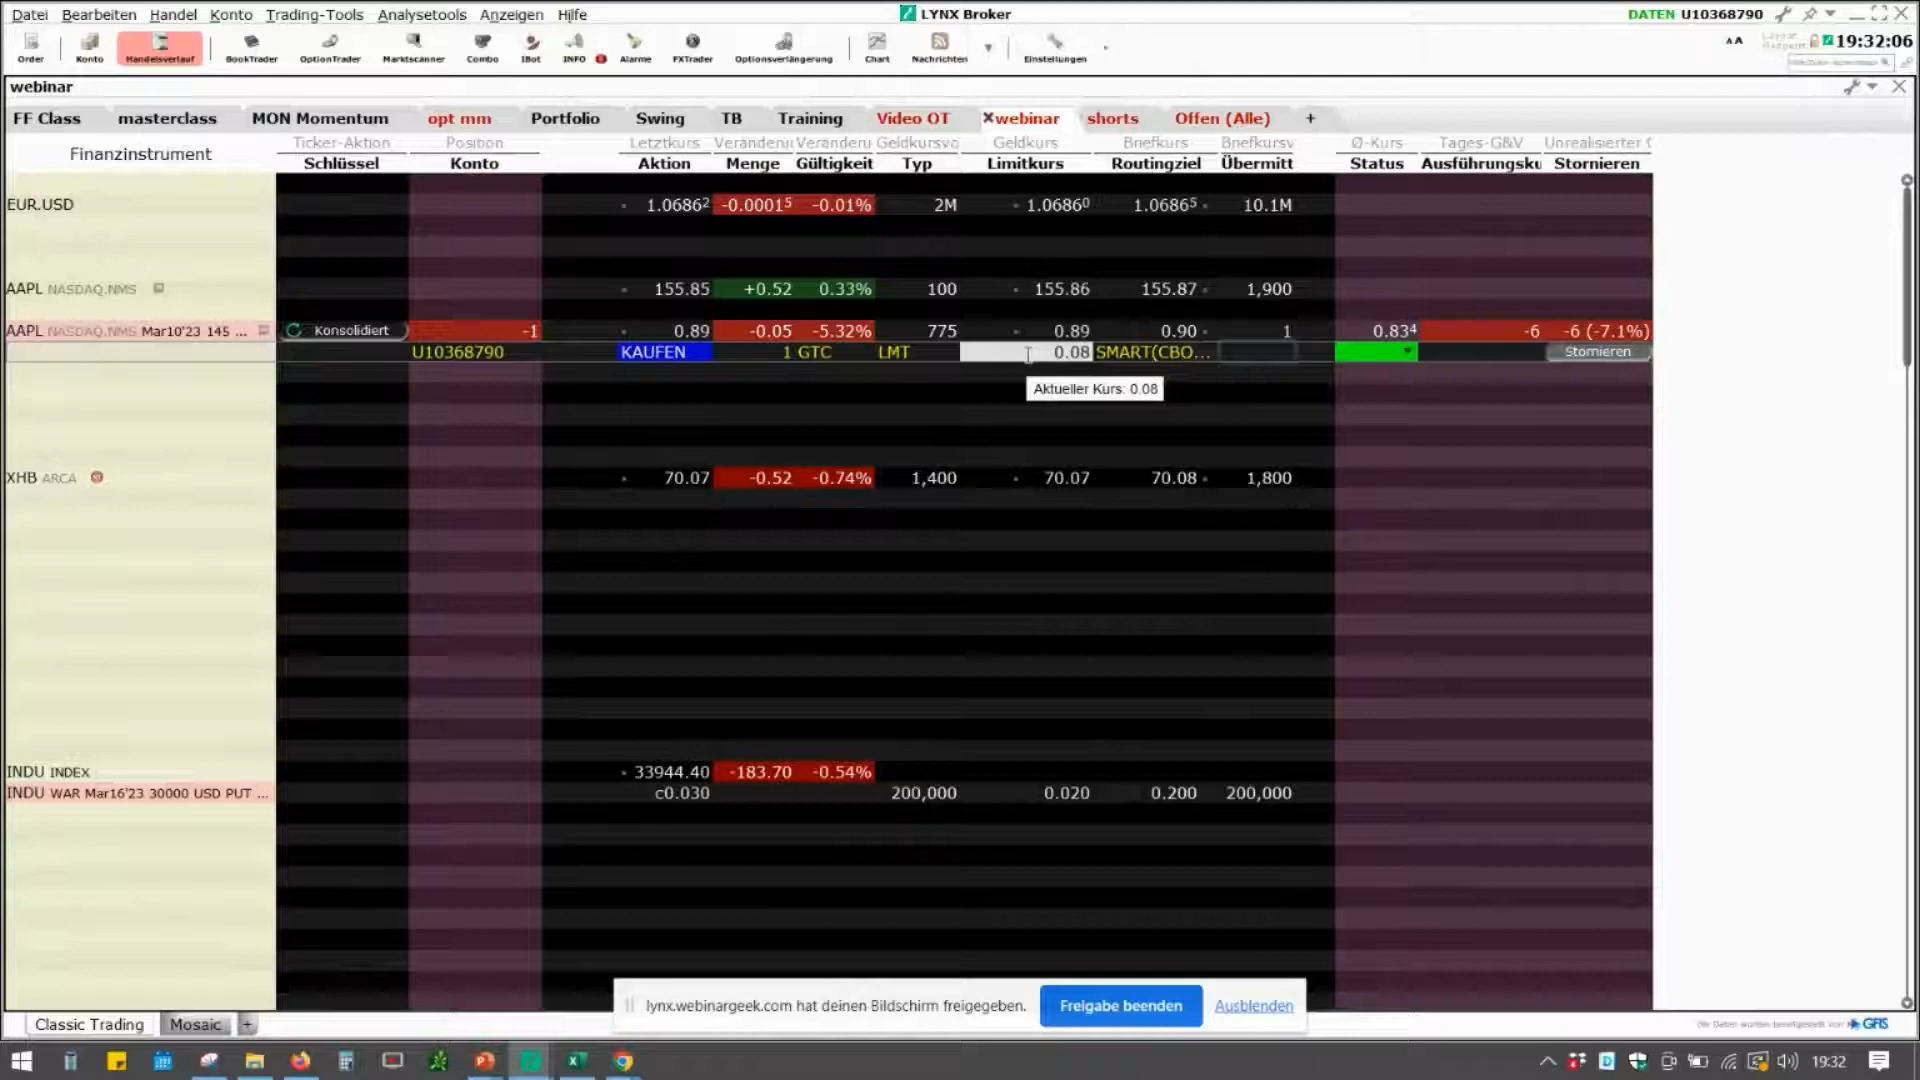 Datei Bearbeiten Handel Konto Trading-Tools Analysetools Anzeigen Hilfe LYNX Broker DATEN U10368790
Order Konto Handelsverlauf BookTrader OptionTrader Marktscanner Combo IBot INFO Alarme FXTrader Optionsverlängerung Chart Nachrichten Einstellungen AA 19:32:06
webinar
FF Class masterclass MON Momentum opt mm Portfolio Swing TB Training Video OT webinar shorts Offen (Alle) +
Finanzinstrument
Ticker-Aktion Position Letztkurs Veränderu Veränderu Geldkursvo Geldkurs Briefkurs Briefkursv Ø-Kurs Tages-G&V Unrealisierter
Schlüssel Konto Aktion Menge Gültigkeit Typ Limitkurs Routingziel Übermitt Status Ausführungsku Stornieren
EUR.USD 1.0686² -0.0001⁵ -0.01% 2M 1.0686⁰ 1.0686⁵ 10.1M
AAPL NASDAQ.NMS 155.85 +0.52 0.33% 100 155.86 155.87 1,900
AAPL NASDAQ.NMS Mar10'23 145 ... Konsolidiert -1 0.89 -0.05 -5.32% 775 0.89 0.90 1 0.83⁴ -6 -6 (-7.1%)
U10368790 KAUFEN 1 GTC LMT 0.08 SMART(CBO... Stornieren
Aktueller Kurs: 0.08
XHB ARCA 70.07 -0.52 -0.74% 1,400 70.07 70.08 1,800
INDU INDEX 33944.40 -183.70 -0.54%
INDU WAR Mar16'23 30000 USD PUT ... c0.030 200,000 0.020 0.200 200,000
lynx.webinargeek.com hat deinen Bildschirm freigegeben. Freigabe beenden Ausblenden
Classic Trading Mosaic + GFIS
19:32